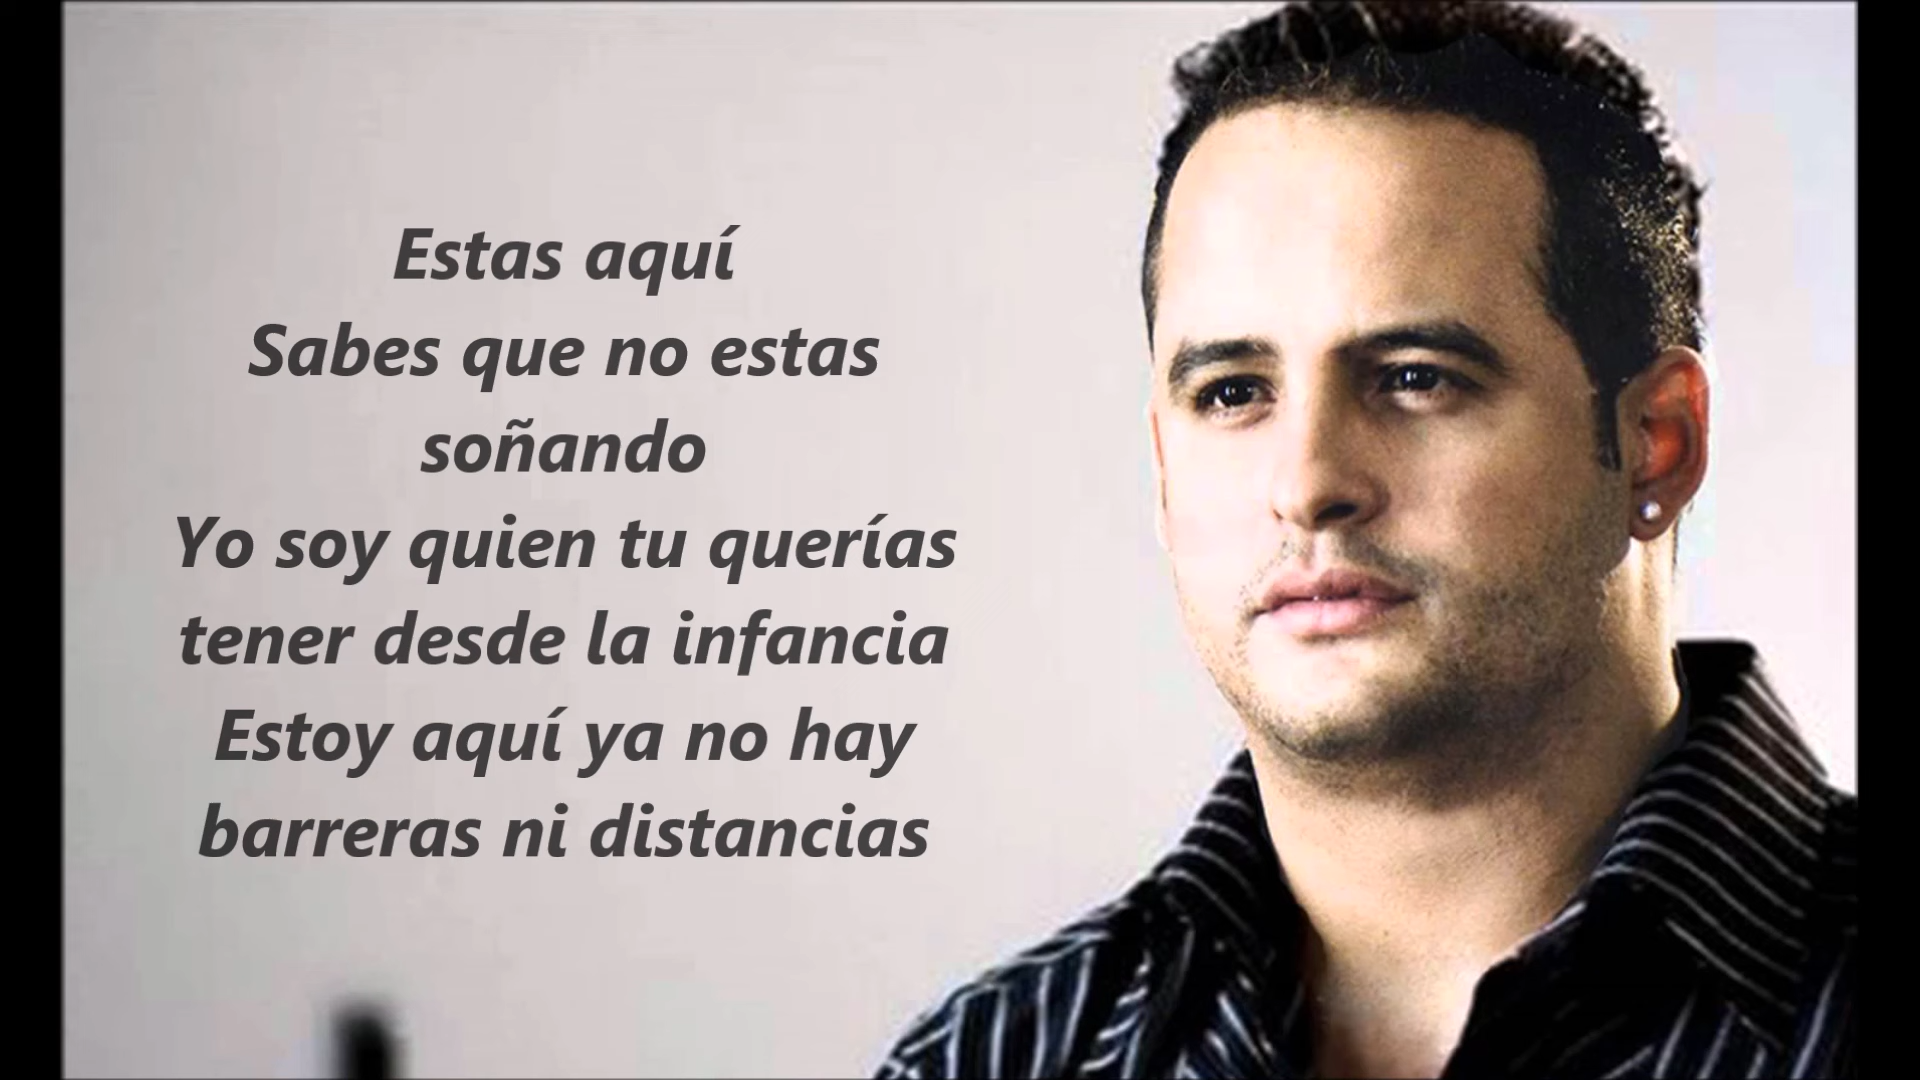 Estas aquí
Sabes que no estas
soñando
Yo soy quien tu querías
tener desde la infancia
Estoy aquí ya no hay
barreras ni distancias